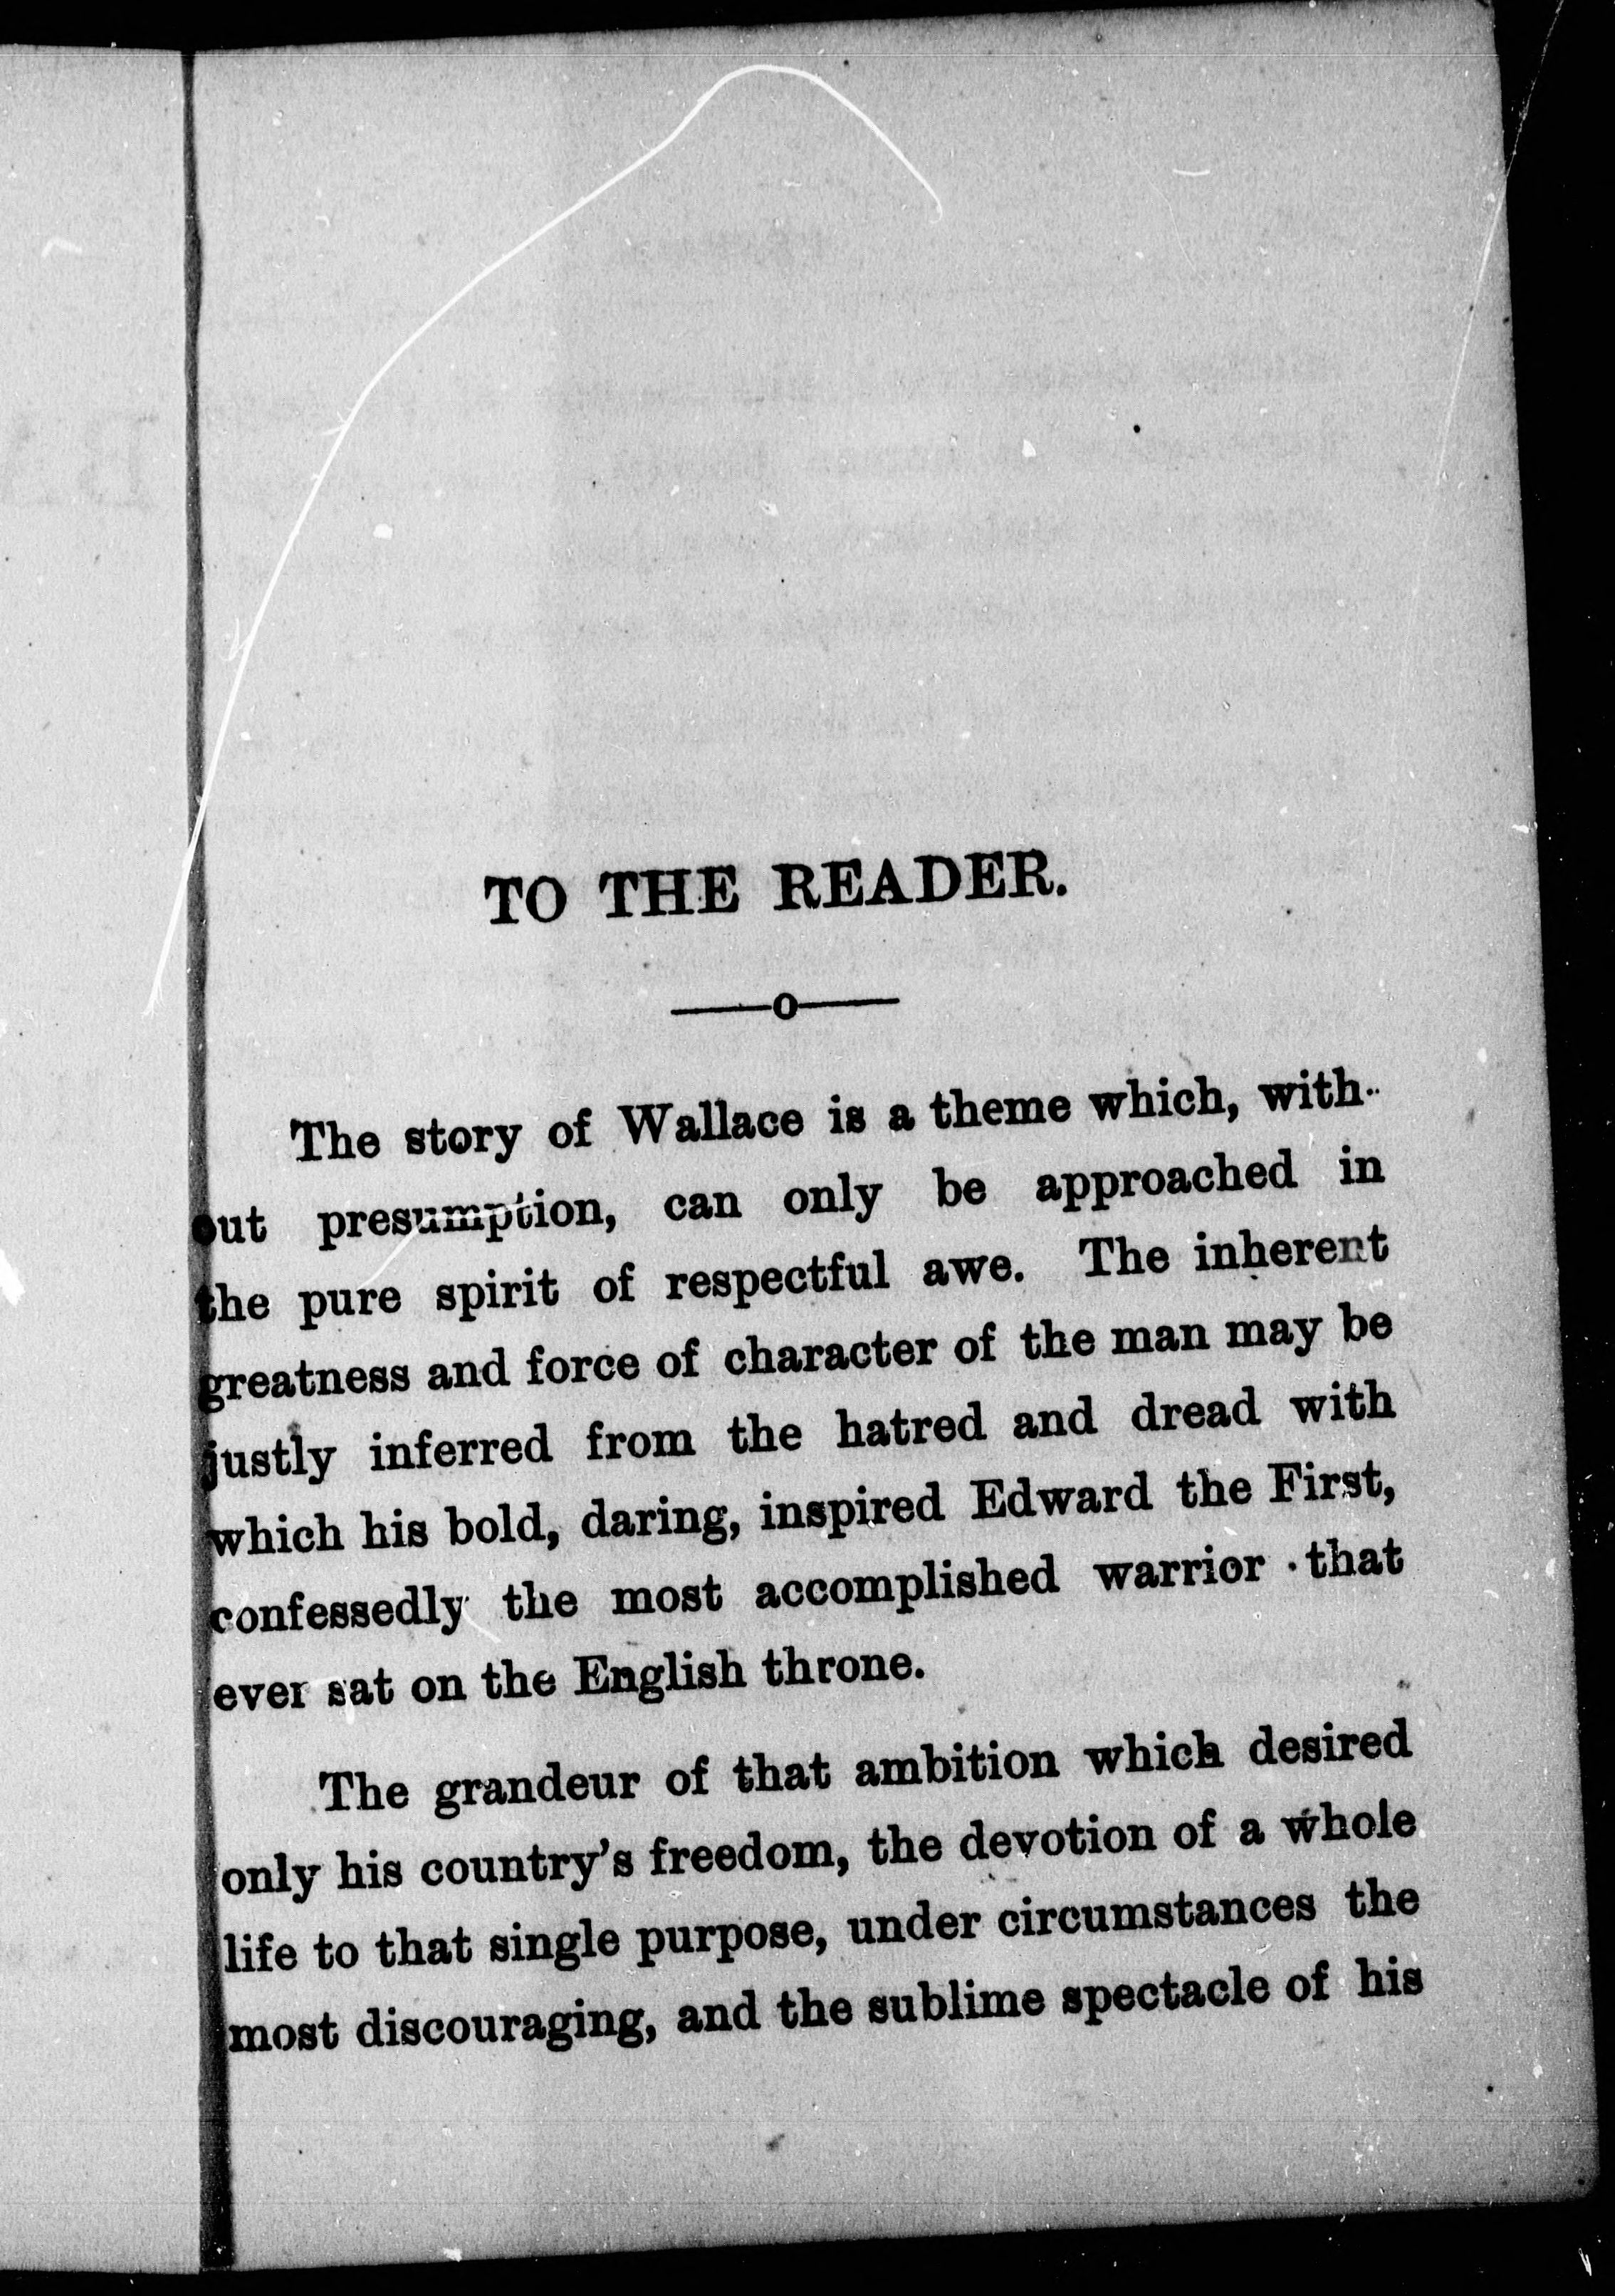 TO THE READER.
—o—
The story of Wallace is a theme which, with-
out presumption, can only be approached in
the pure spirit of respectful awe. The inherent
greatness and force of character of the man may be
justly inferred from the hatred and dread with
which his bold, daring, inspired Edward the First,
confessedly the most accomplished warrior that
ever sat on the English throne.
The grandeur of that ambition which desired
only his country's freedom, the devotion of a whole
life to that single purpose, under circumstances the
most discouraging, and the sublime spectacle of his